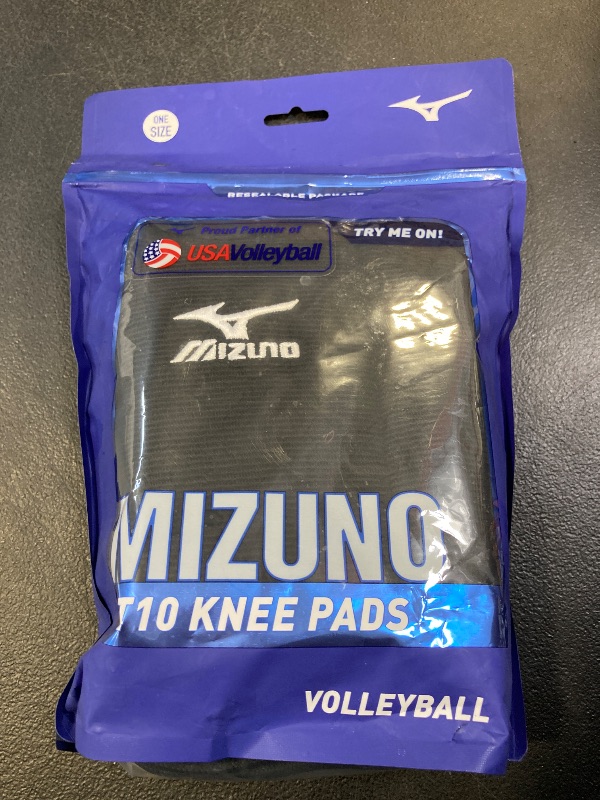 ONE
SIZE
RESEALABLE PACKAGE
Proud Partner of
USAVolleyball
TRY ME ON!
MIZUNO
MIZUNO
T10 KNEE PADS
VOLLEYBALL